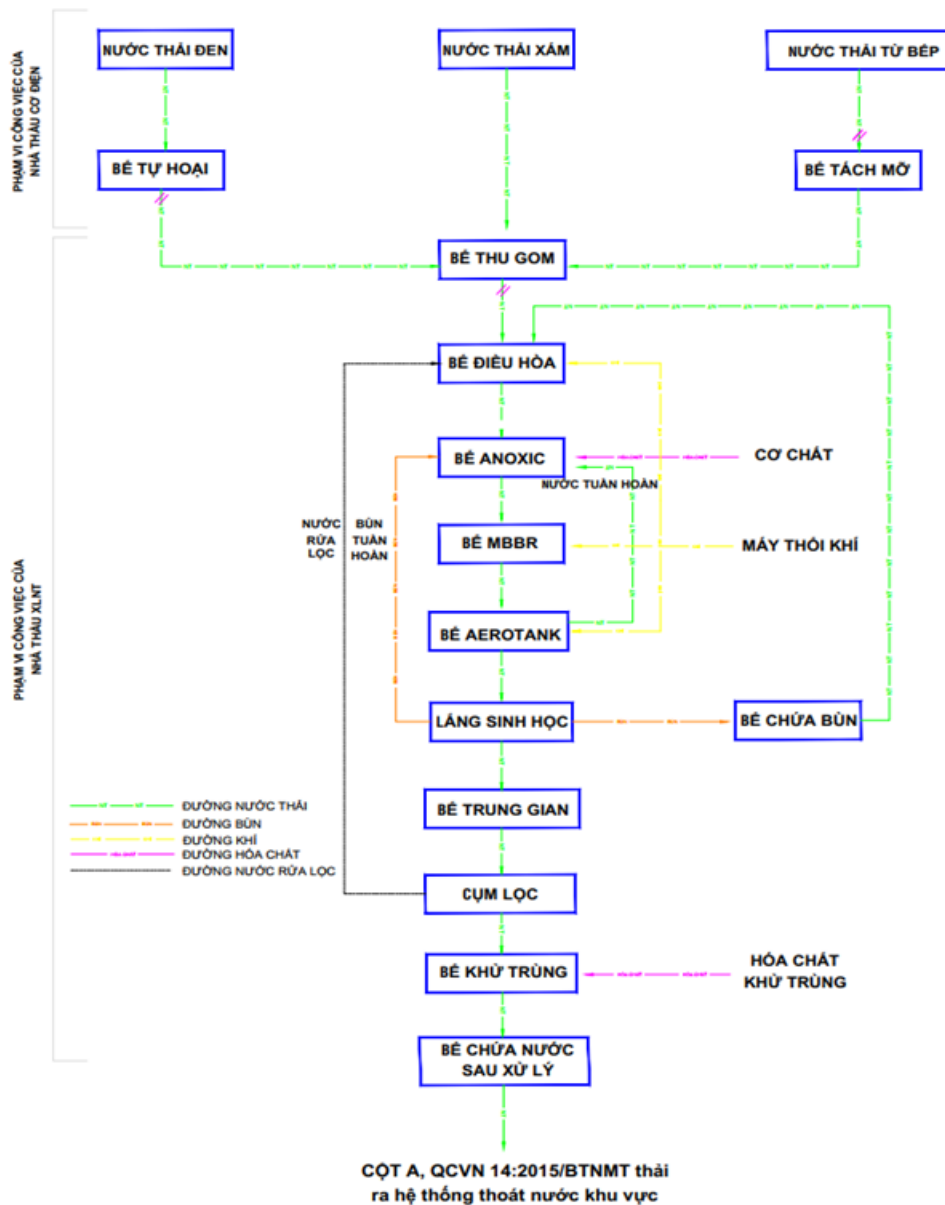 PHẠM VI CÔNG VIỆC CỦA
NHÀ THẦU CƠ ĐIỆN
NƯỚC THẢI ĐEN
NƯỚC THẢI XÁM
NƯỚC THẢI TỪ BẾP
BỂ TỰ HOẠI
BỂ TÁCH MỠ
PHẠM VI CÔNG VIỆC CỦA
NHÀ THẦU XLNT
BỂ THU GOM
BỂ ĐIỀU HÒA
BỂ ANOXIC
CƠ CHẤT
NƯỚC TUẦN HOÀN
NƯỚC
RỬA
LỌC
BÙN
TUẦN
HOÀN
BỂ MBBR
MÁY THỔI KHÍ
BỂ AEROTANK
LẮNG SINH HỌC
BỂ CHỨA BÙN
BỂ TRUNG GIAN
ĐƯỜNG NƯỚC THẢI
ĐƯỜNG BÙN
ĐƯỜNG KHÍ
ĐƯỜNG HÓA CHẤT
ĐƯỜNG NƯỚC RỬA LỌC
CỤM LỌC
BỂ KHỬ TRÙNG
HÓA CHẤT
KHỬ TRÙNG
BỂ CHỨA NƯỚC
SAU XỬ LÝ
CỘT A, QCVN 14:2015/BTNMT thải
ra hệ thống thoát nước khu vực